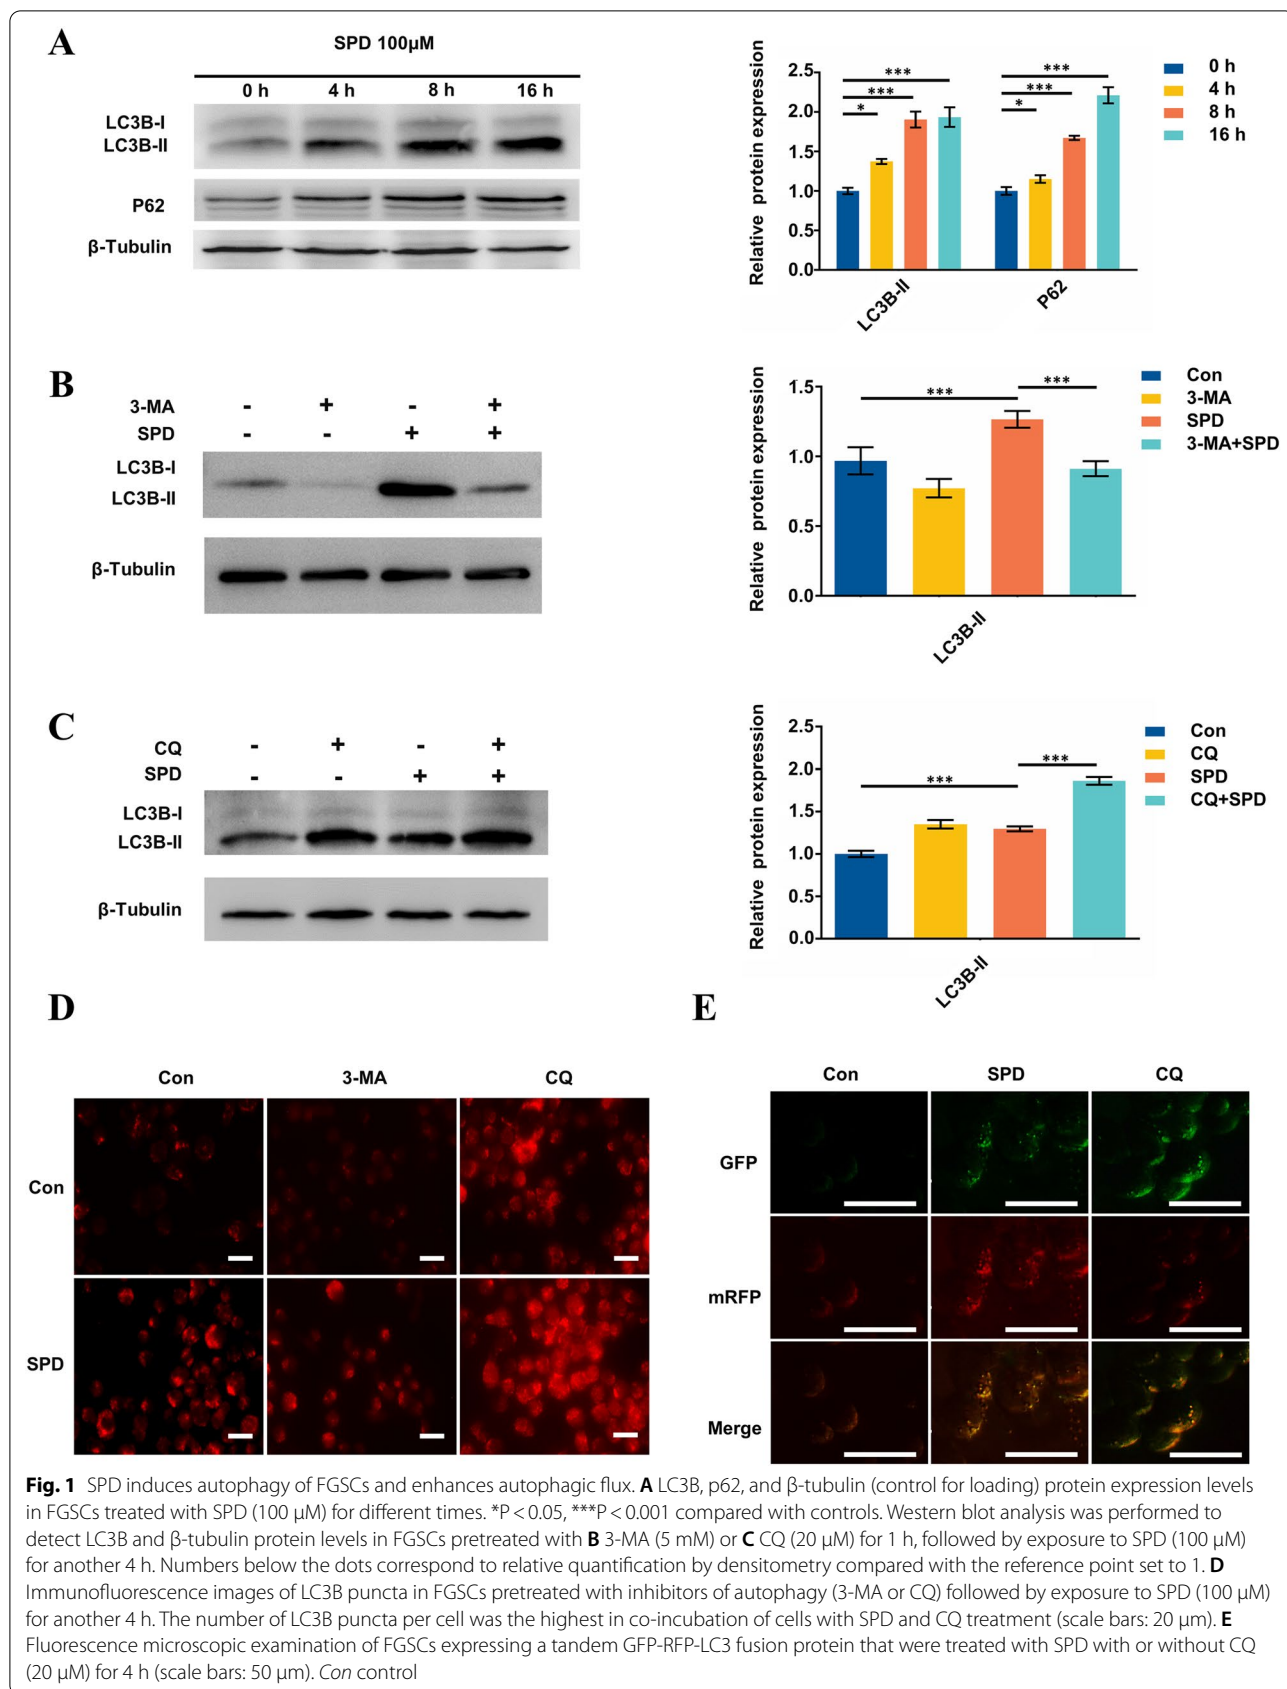 A
SPD 100μM
0 h 4 h 8 h 16 h
LC3B-I
LC3B-II
P62
β-Tubulin
Relative protein expression
2.5
2.0
1.5
1.0
0.5
0.0
*
***
***
*
***
***
LC3B-II
P62
0 h
4 h
8 h
16 h
B
3-MA - + - +
SPD - - + +
LC3B-I
LC3B-II
β-Tubulin
Relative protein expression
1.5
1.0
0.5
0.0
***
***
LC3B-II
Con
3-MA
SPD
3-MA+SPD
C
CQ - + - +
SPD - - + +
LC3B-I
LC3B-II
β-Tubulin
Relative protein expression
2.5
2.0
1.5
1.0
0.5
0.0
***
***
LC3B-II
Con
CQ
SPD
CQ+SPD
D
Con 3-MA CQ
Con
SPD
E
Con SPD CQ
GFP
mRFP
Merge
Fig. 1 SPD induces autophagy of FGSCs and enhances autophagic flux. A LC3B, p62, and β-tubulin (control for loading) protein expression levels
in FGSCs treated with SPD (100 μM) for different times. *P < 0.05, ***P < 0.001 compared with controls. Western blot analysis was performed to
detect LC3B and β-tubulin protein levels in FGSCs pretreated with B 3-MA (5 mM) or C CQ (20 μM) for 1 h, followed by exposure to SPD (100 μM)
for another 4 h. Numbers below the dots correspond to relative quantification by densitometry compared with the reference point set to 1. D
Immunofluorescence images of LC3B puncta in FGSCs pretreated with inhibitors of autophagy (3-MA or CQ) followed by exposure to SPD (100 μM)
for another 4 h. The number of LC3B puncta per cell was the highest in co-incubation of cells with SPD and CQ treatment (scale bars: 20 μm). E
Fluorescence microscopic examination of FGSCs expressing a tandem GFP-RFP-LC3 fusion protein that were treated with SPD with or without CQ
(20 μM) for 4 h (scale bars: 50 μm). Con control